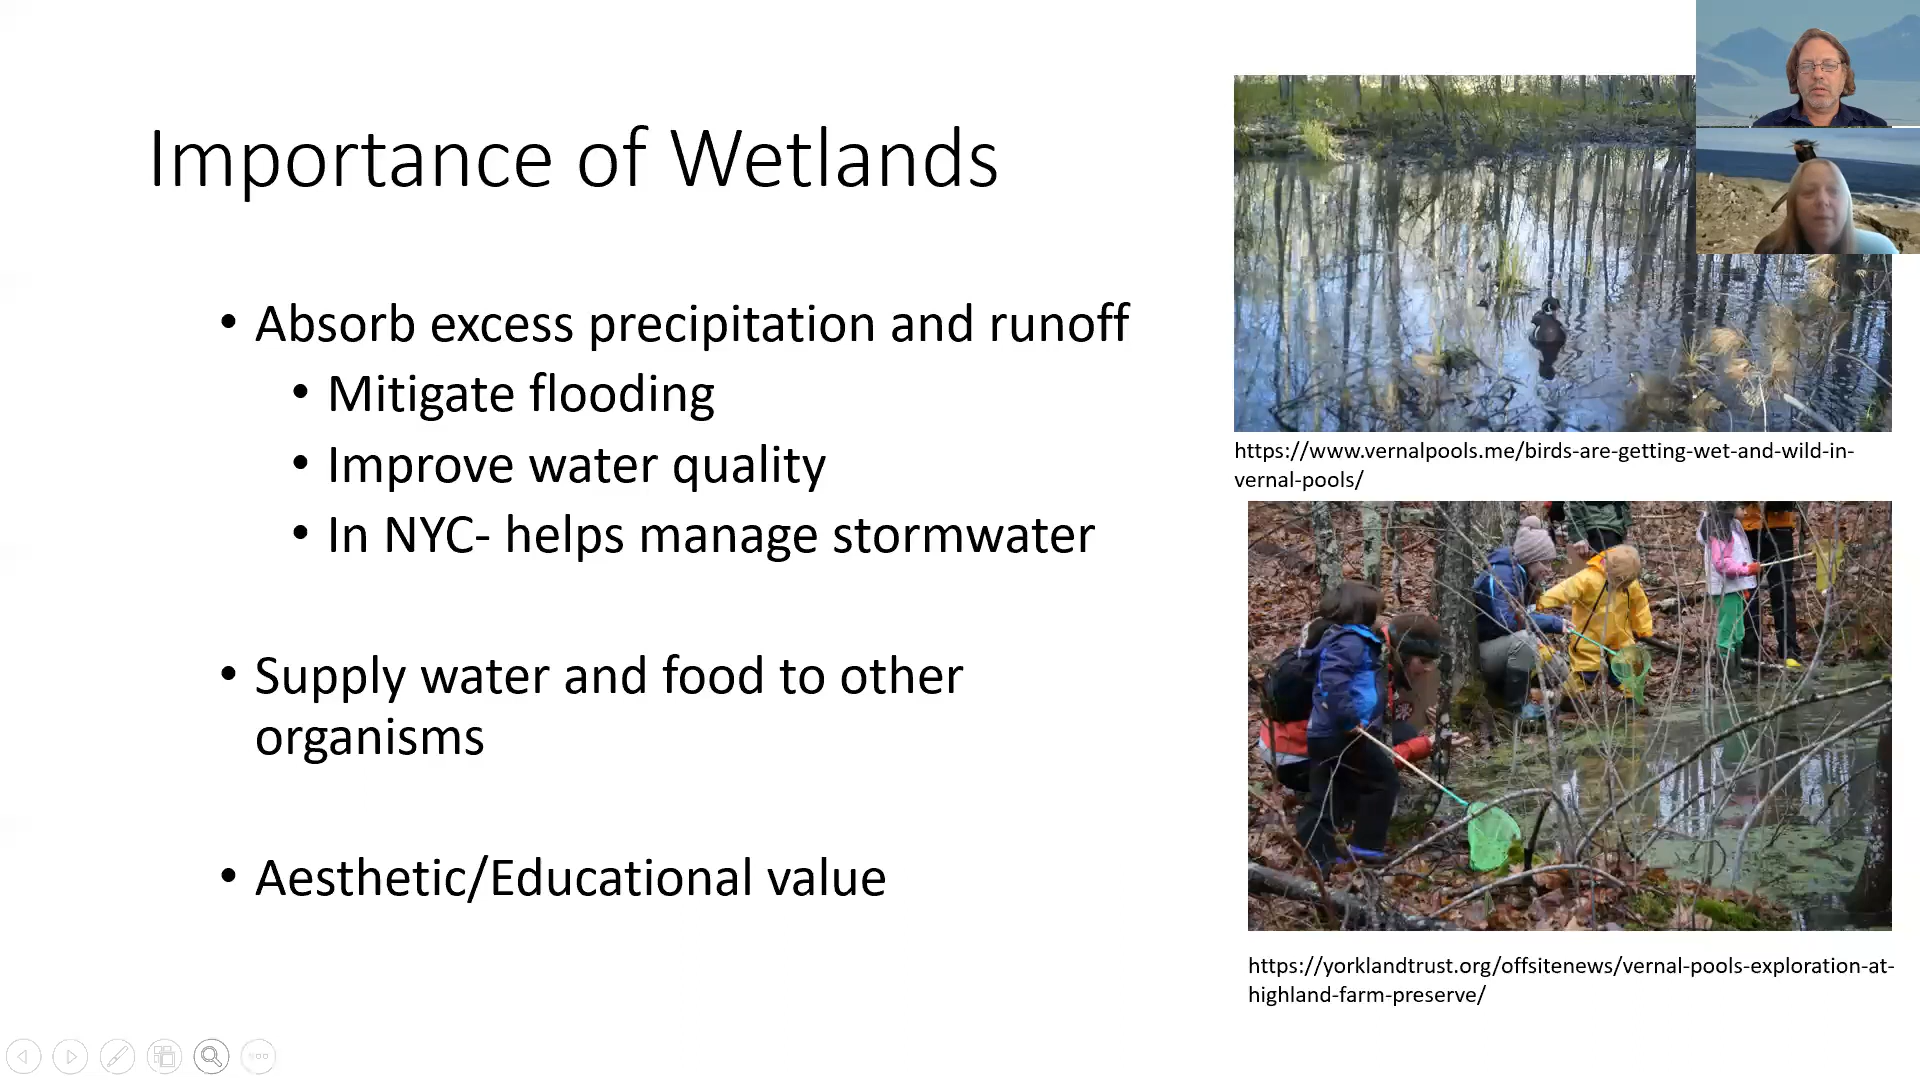 Importance of Wetlands
• Absorb excess precipitation and runoff
• Mitigate flooding
• Improve water quality
• In NYC- helps manage stormwater
• Supply water and food to other
organisms
• Aesthetic/Educational value
https://www.vernalpools.me/birds-are-getting-wet-and-wild-in-
vernal-pools/
https://yorklandtrust.org/offsitenews/vernal-pools-exploration-at-
highland-farm-preserve/